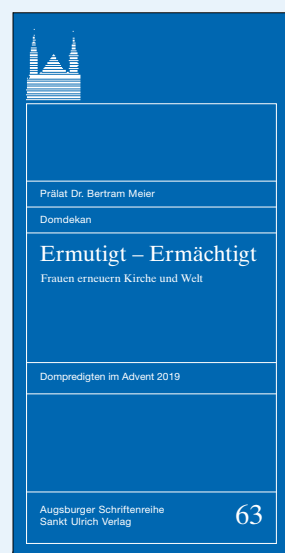 Prälat Dr. Bertram Meier
Domdekan
Ermutigt – Ermächtigt
Frauen erneuern Kirche und Welt
Dompredigten im Advent 2019
Augsburger Schriftenreihe
Sankt Ulrich Verlag
63